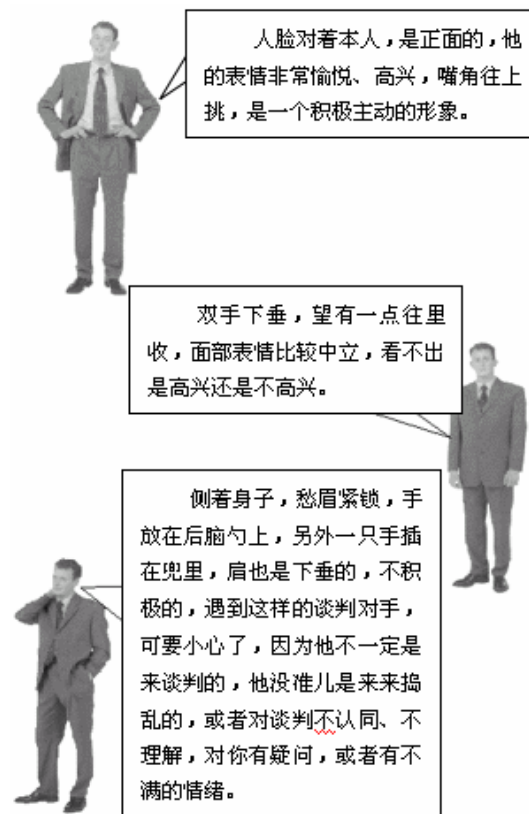 人脸对着本人，是正面的，他
的表情非常愉悦、高兴，嘴角往上
挑，是一个积极主动的形象。
双手下垂，望有一点往里
收，面部表情比较中立，看不出
是高兴还是不高兴。
侧着身子，愁眉紧锁，手
放在后脑勺上，另外一只手插
在兜里，肩也是下垂的，不积
极的，遇到这样的谈判对手，
可要小心了，因为他不一定是
来谈判的，他没准儿是来来捣
乱的，或者对谈判不认同、不
理解，对你有疑问，或者有不
满的情绪。